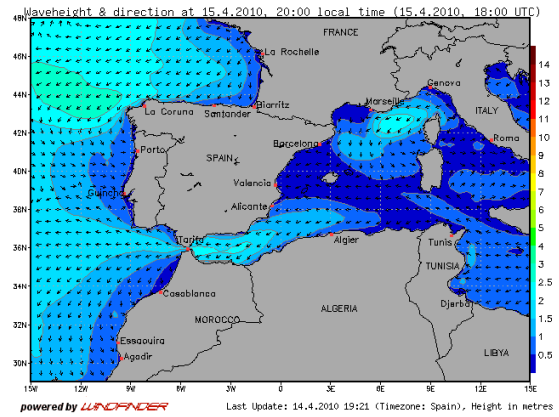 Waveheight & direction at 15.4.2010, 20:00 local time (15.4.2010, 18:00 UTC)
48N
46N
44N
42N
40N
38N
36N
34N
32N
30N
FRANCE
La Rochelle
Genova
Marseille
ITALY
La Coruna
Santander
Biarritz
Roma
Barcelona
Porto
SPAIN
Valencia
Guincho
Alicante
Tarifa
Algier
Tunis
TUNISIA
Casablanca
Djerba
MOROCCO
ALGERIA
Essaouira
Agadir
LIBYA
14
13
12
10
9
8
7
6
5
4
3
2.5
2
1.5
1
0.5
15W
12W
9W
6W
3W
0
3E
6E
9E
12E
15E
powered by WINDFINDER
Last Update: 14.4.2010 19:21 (Timezone: Spain), Height in metres